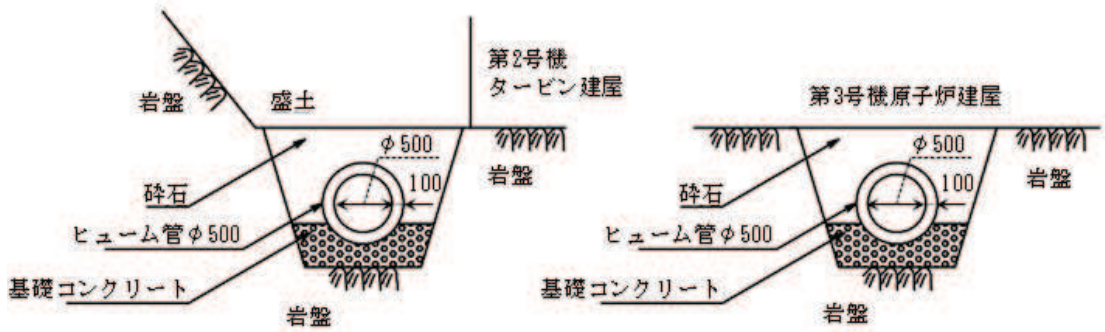 第2号機
タービン建屋
岩盤
盛土
φ500
岩盤
100
砕石
ヒューム管φ500
基礎コンクリート
岩盤
第3号機原子炉建屋
φ500
岩盤
100
砕石
ヒューム管φ500
基礎コンクリート
岩盤